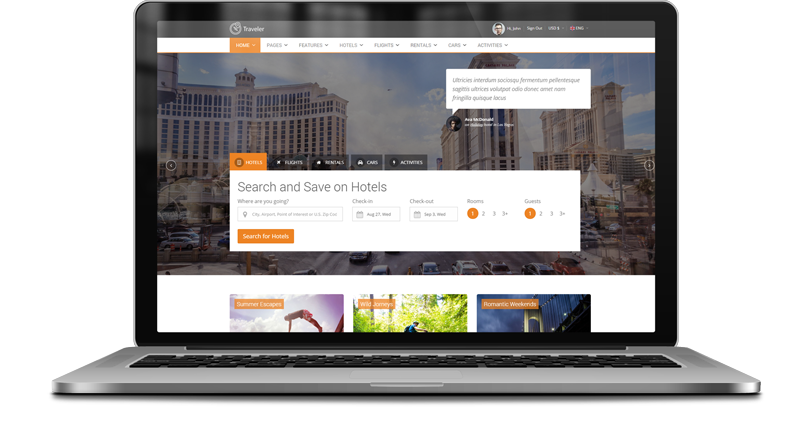 Traveler
Hi, John
Sign Out
USD $
ENG
HOME
PAGES
FEATURES
HOTELS
FLIGHTS
RENTALS
CARS
ACTIVITIES
Ultricies interdum sociosqu fermentum pellentesque
sagittis ultrices volutpat odio donec amet nam
fringilla quisque lacus
Ava McDonald
HOTELS
FLIGHTS
RENTALS
CARS
ACTIVITIES
Search and Save on Hotels
Where are you going?
Check-in
Check-out
Rooms
Guests
City, Airport, Point of Interest or U.S. Zip Coc
Aug 27, Wed
Sep 3, Wed
1 2 3 3+
1 2 3 3+
Search for Hotels
Summer Escapes
Wild Jorneys
Romantic Weekends